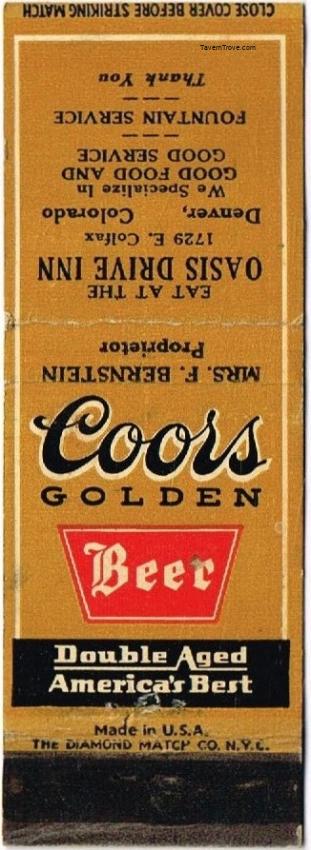 CLOSE COVER BEFORE STRIKING MATCH
TavernTrove.com
MRS. F. BERNSTEIN
Proprietor
EAT AT THE
OASIS DRIVE INN
1729 E. Colfax
Denver, Colorado
We Specialize In
GOOD FOOD AND
GOOD SERVICE
FOUNTAIN SERVICE
Thank You
Coors
GOLDEN
Beer
Double Aged
America's Best
Made in U.S.A.
THE DIAMOND MATCH CO. N.Y.C.